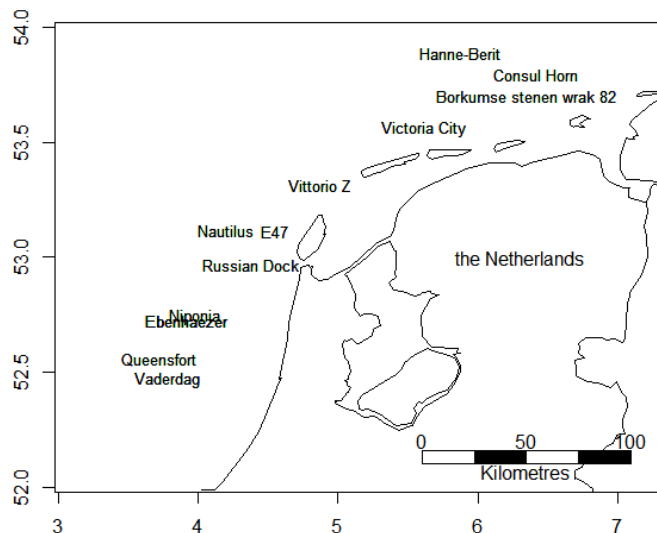 54.0
Hanne-Berit
Consul Horn
Borkumse stenen wrak 82
53.5
Victoria City
Vittorio Z
Nautilus E47
53.0
the Netherlands
Russian Dock
Niponia
Ebenhaezer
52.5
Queensfort
Vaderdag
0 50 100
Kilometres
52.0
3 4 5 6 7